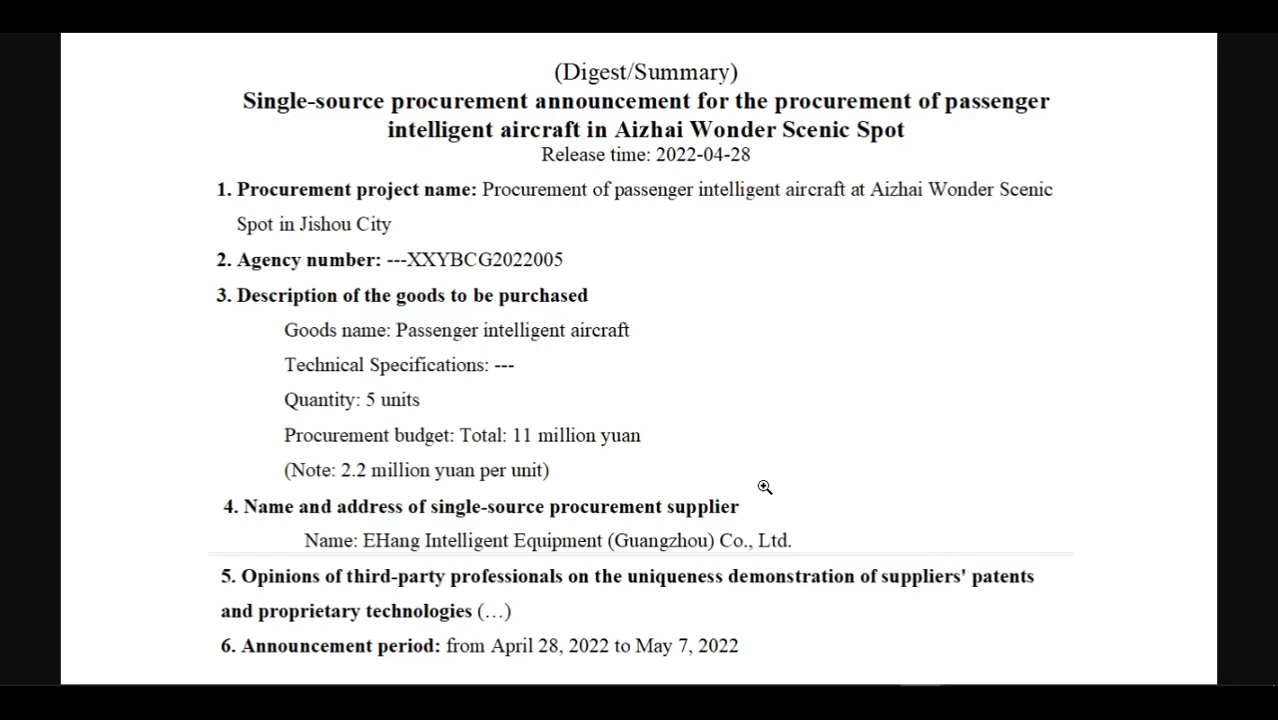 (Digest/Summary)
Single-source procurement announcement for the procurement of passenger
intelligent aircraft in Aizhai Wonder Scenic Spot
Release time: 2022-04-28
1. Procurement project name: Procurement of passenger intelligent aircraft at Aizhai Wonder Scenic
Spot in Jishou City
2. Agency number: ---XXYBCG2022005
3. Description of the goods to be purchased
Goods name: Passenger intelligent aircraft
Technical Specifications: ---
Quantity: 5 units
Procurement budget: Total: 11 million yuan
(Note: 2.2 million yuan per unit)
4. Name and address of single-source procurement supplier
Name: EHang Intelligent Equipment (Guangzhou) Co., Ltd.
5. Opinions of third-party professionals on the uniqueness demonstration of suppliers' patents
and proprietary technologies (…)
6. Announcement period: from April 28, 2022 to May 7, 2022